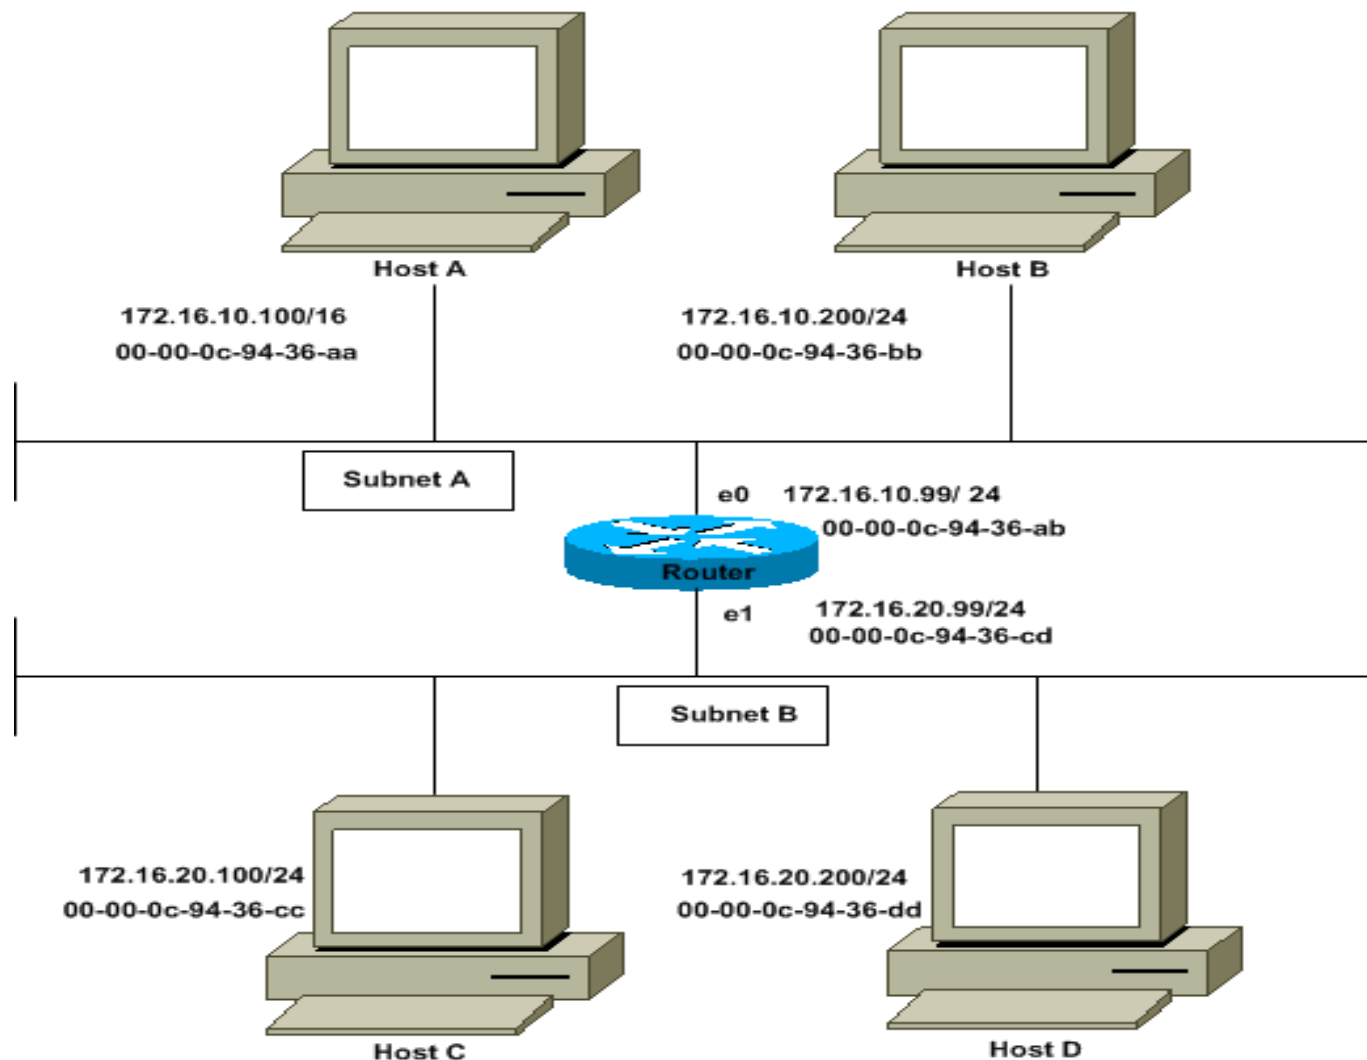 Host A
Host B
172.16.10.100/16
00-00-0c-94-36-aa
172.16.10.200/24
00-00-0c-94-36-bb
Subnet A
e0 172.16.10.99/ 24
00-00-0c-94-36-ab
Router
e1 172.16.20.99/24
00-00-0c-94-36-cd
Subnet B
172.16.20.100/24
00-00-0c-94-36-cc
172.16.20.200/24
00-00-0c-94-36-dd
Host C
Host D